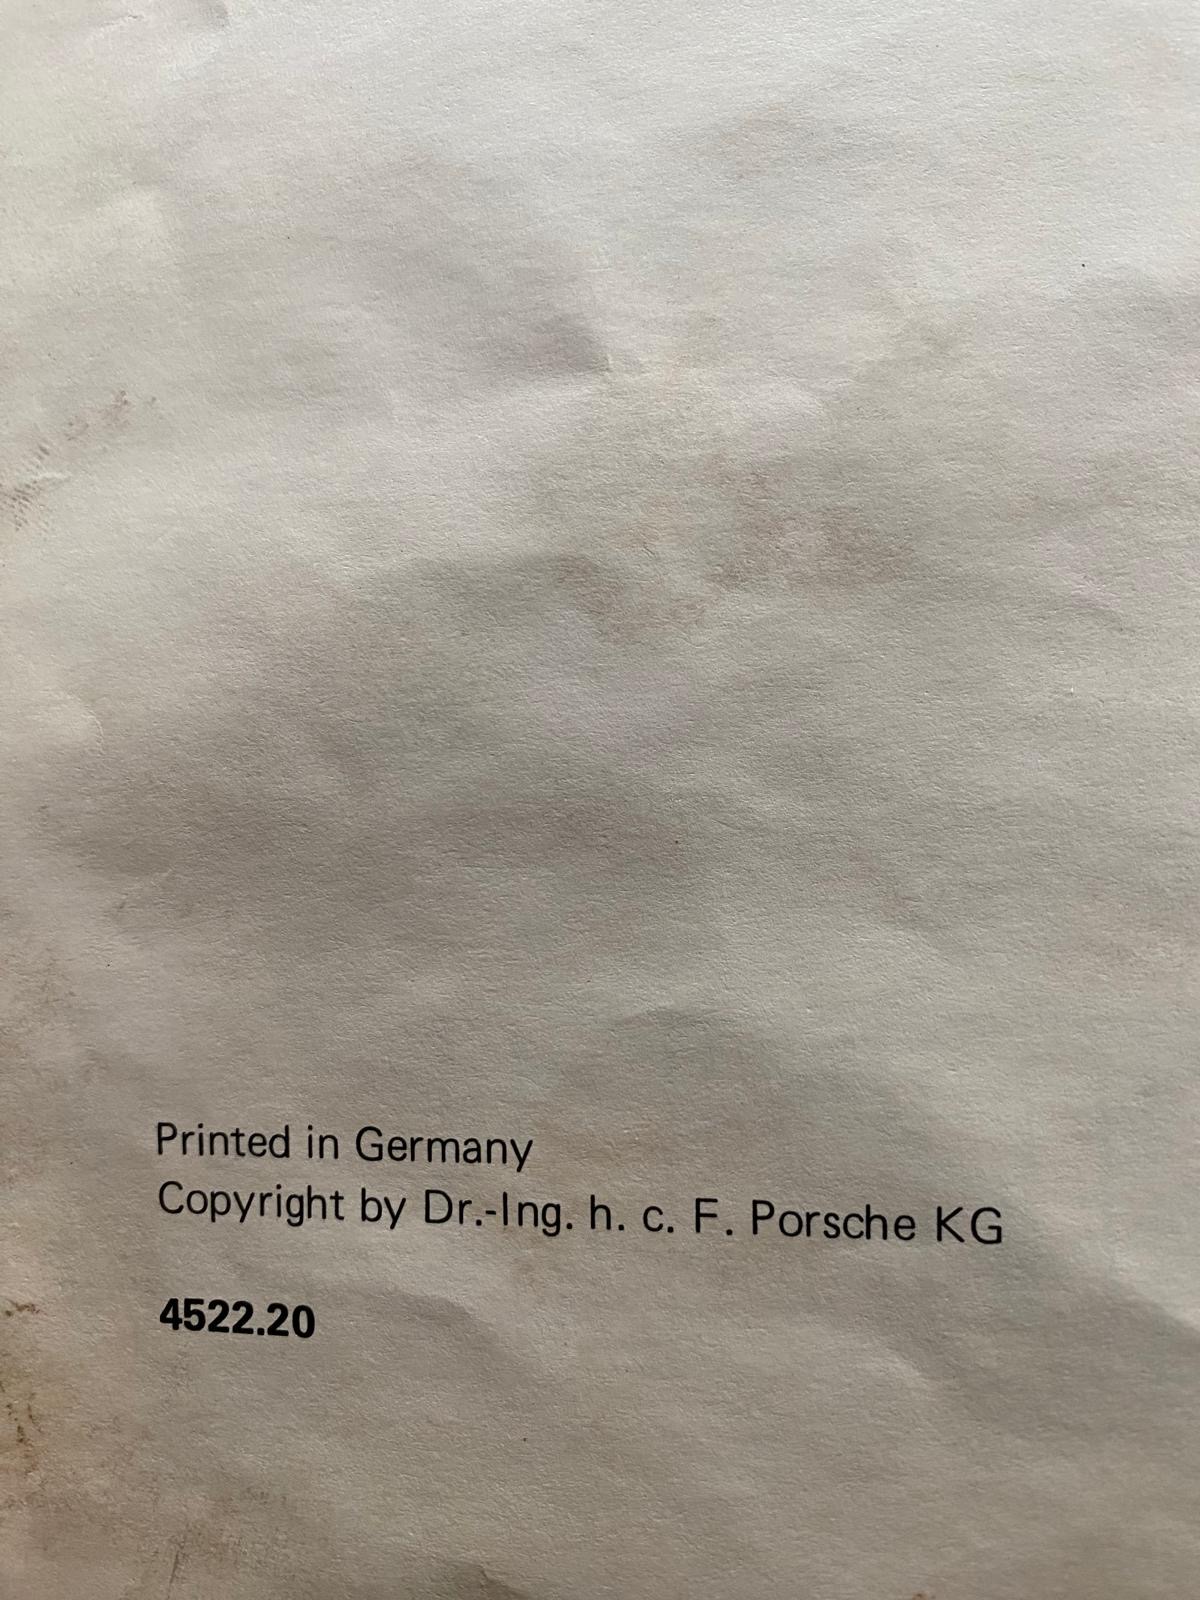 Printed in Germany
Copyright by Dr.-Ing. h. c. F. Porsche KG
4522.20